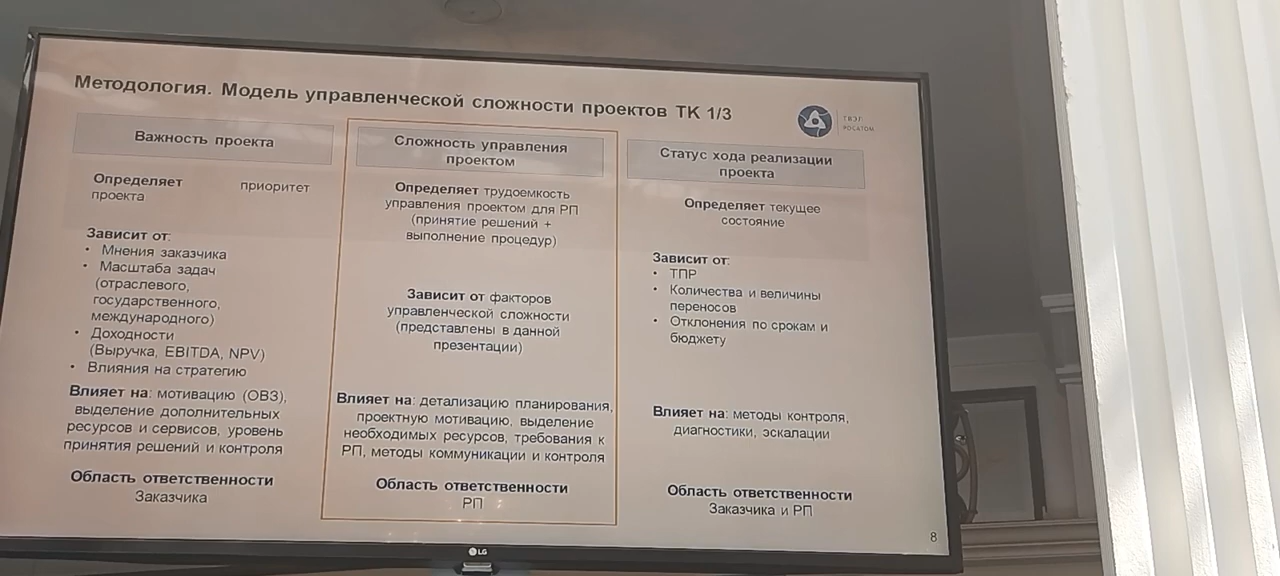 Методология. Модель управленческой сложности проектов ТК 1/3
ТВЭЛ
РОСАТОМ
Важность проекта
Определяет приоритет
проекта
Зависит от:
• Мнения заказчика
• Масштаба задач
(отраслевого,
государственного,
международного)
• Доходности
(Выручка, EBITDA, NPV)
• Влияния на стратегию
Влияет на: мотивацию (ОВЗ),
выделение дополнительных
ресурсов и сервисов, уровень
принятия решений и контроля
Область ответственности
Заказчика
Сложность управления
проектом
Определяет трудоемкость
управления проектом для РП
(принятие решений +
выполнение процедур)
Зависит от факторов
управленческой сложности
(представлены в данной
презентации)
Влияет на: детализацию планирования,
проектную мотивацию, выделение
необходимых ресурсов, требования к
РП, методы коммуникации и контроля
Область ответственности
РП
Статус хода реализации
проекта
Определяет текущее
состояние
Зависит от:
• ТПР
• Количества и величины
переносов
• Отклонения по срокам и
бюджету
Влияет на: методы контроля,
диагностики, эскалации
Область ответственности
Заказчика и РП
8
LG